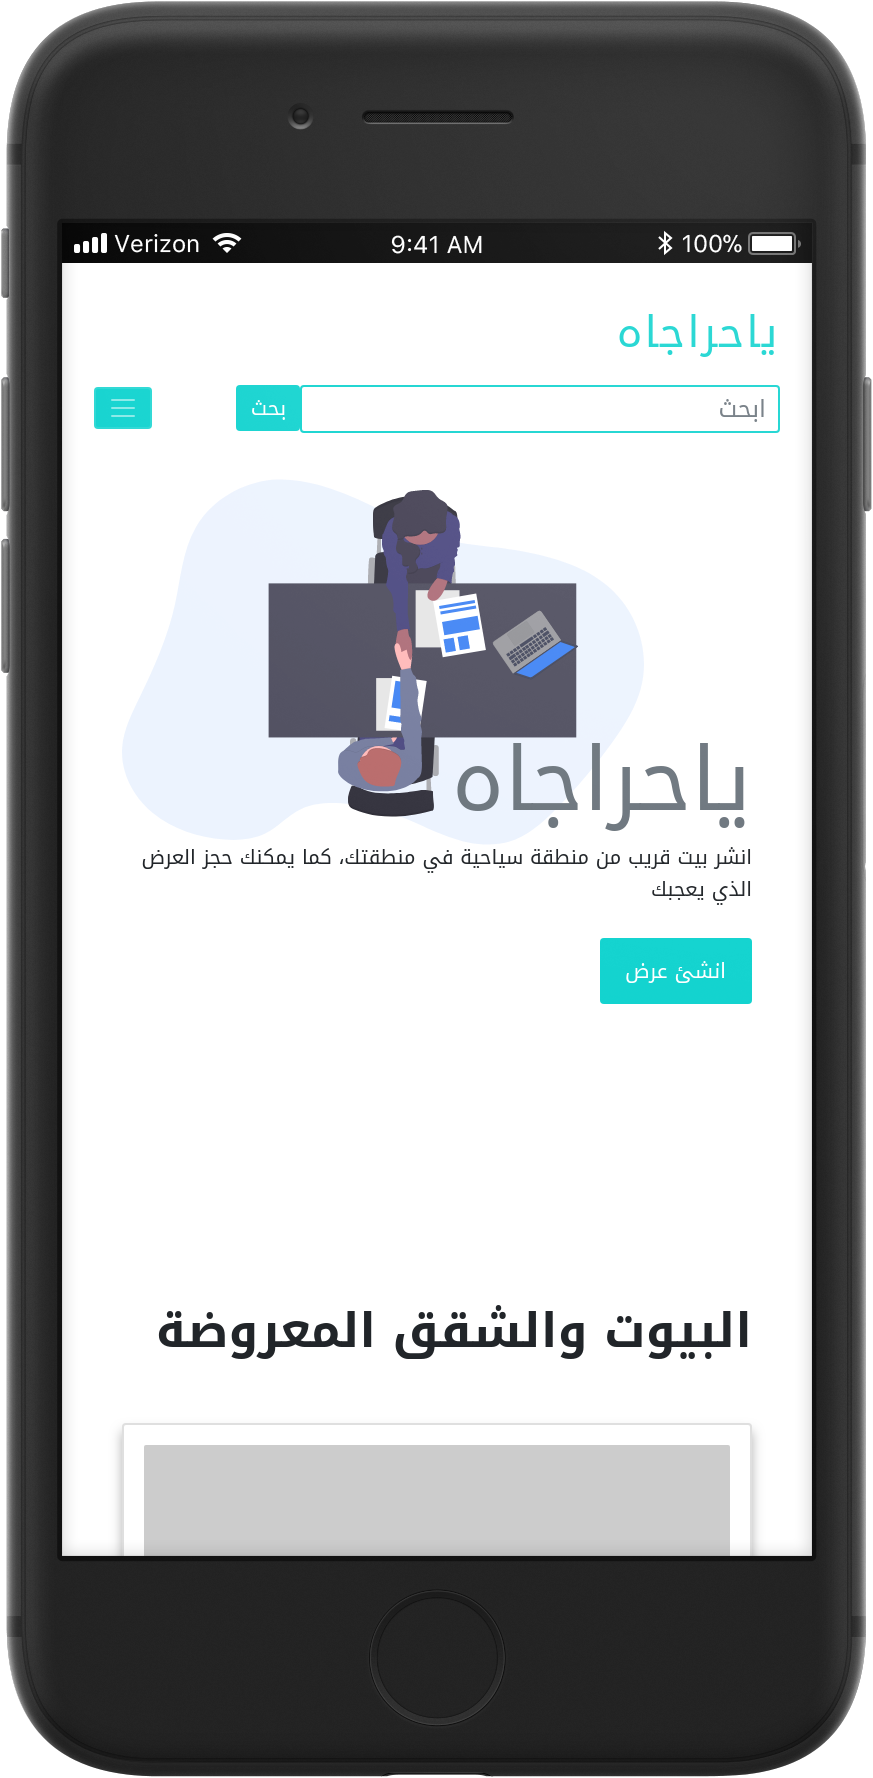 Verizon 9:41 AM 100%
ياحراجاه
ابحث بحث
ياحراجاه
انشر بيت قريب من منطقة سياحية في منطقتك، كما يمكنك حجز العرض
الذي يعجبك
انشئ عرض
البيوت والشقق المعروضة